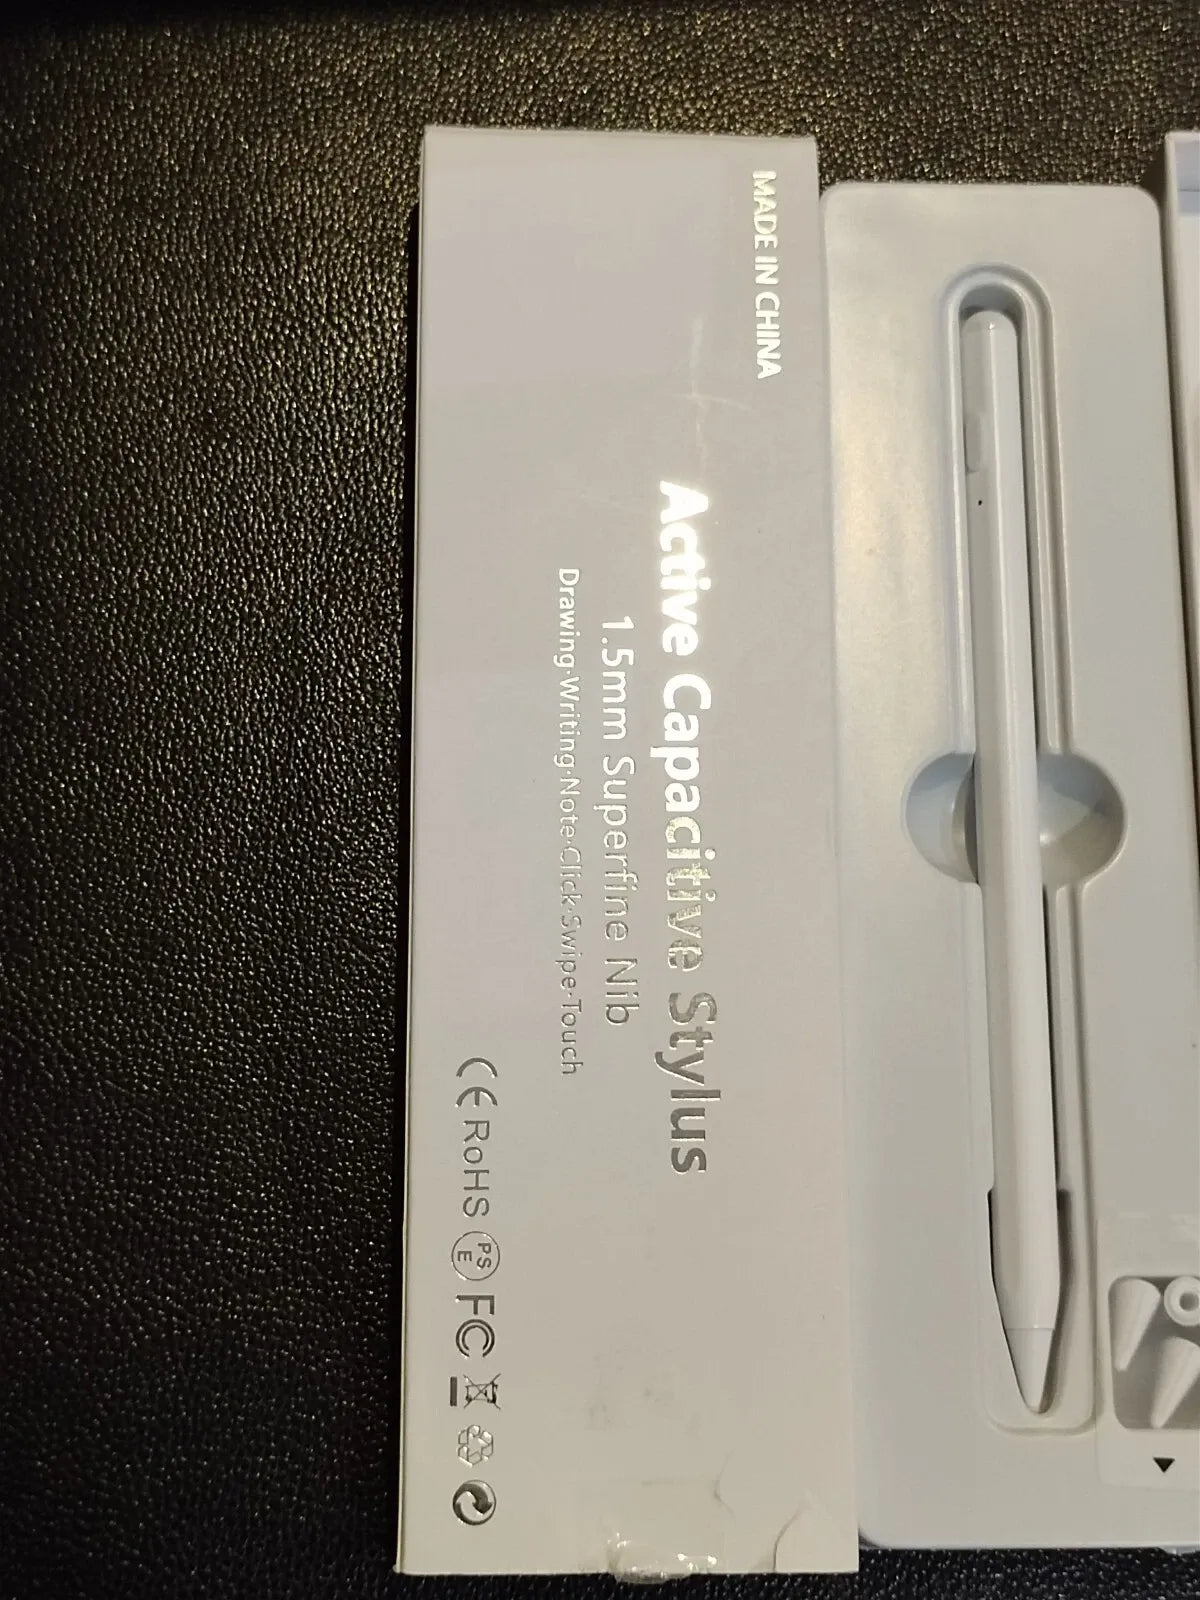 MADE IN CHINA
Active Capacitive Stylus
1.5mm Superfine Nib
Drawing·Writing·Note·Click·Swipe·Touch
CE RoHS PSE FC